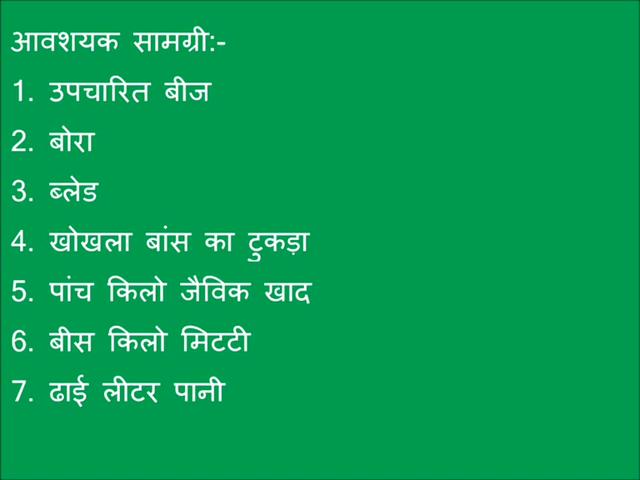 आवशयक सामग्री:-
1. उपचारित बीज
2. बोरा
3. ब्लेड
4. खोखला बांस का टुकड़ा
5. पांच किलो जैविक खाद
6. बीस किलो मिटटी
7. ढाई लीटर पानी